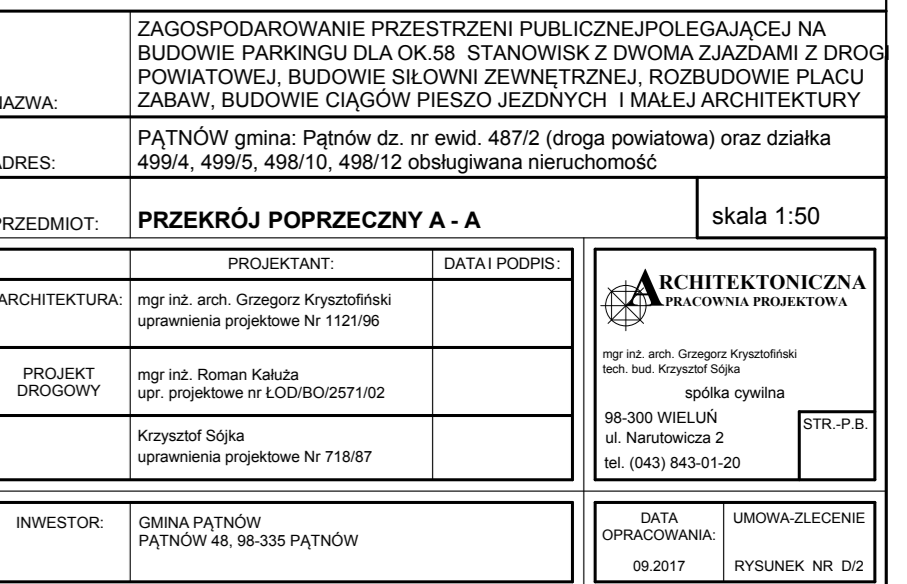 ZAGOSPODAROWANIE PRZESTRZENI PUBLICZNEJPOLEGAJĄCEJ NA
BUDOWIE PARKINGU DLA OK.58 STANOWISK Z DWOMA ZJAZDAMI Z DROGI
POWIATOWEJ, BUDOWIE SIŁOWNI ZEWNĘTRZNEJ, ROZBUDOWIE PLACU
NAZWA: ZABAW, BUDOWIE CIĄGÓW PIESZO JEZDNYCH I MAŁEJ ARCHITEKTURY
PĄTNÓW gmina: Pątnów dz. nr ewid. 487/2 (droga powiatowa) oraz działka
ADRES: 499/4, 499/5, 498/10, 498/12 obsługiwana nieruchomość
PRZEDMIOT: PRZEKRÓJ POPRZECZNY A - A skala 1:50
PROJEKTANT: DATA I PODPIS:
ARCHITEKTURA: mgr inż. arch. Grzegorz Krysztofiński
uprawnienia projektowe Nr 1121/96
PROJEKT DROGOWY
mgr inż. Roman Kałuża
upr. projektowe nr ŁOD/BO/2571/02
Krzysztof Sójka
uprawnienia projektowe Nr 718/87
ARCHITEKTONICZNA
PRACOWNIA PROJEKTOWA
mgr inż. arch. Grzegorz Krysztofiński
tech. bud. Krzysztof Sójka
spólka cywilna
98-300 WIELUŃ
ul. Narutowicza 2
tel. (043) 843-01-20
STR.-P.B.
INWESTOR: GMINA PĄTNÓW
PĄTNÓW 48, 98-335 PĄTNÓW
DATA
OPRACOWANIA:
09.2017
UMOWA-ZLECENIE
RYSUNEK NR D/2